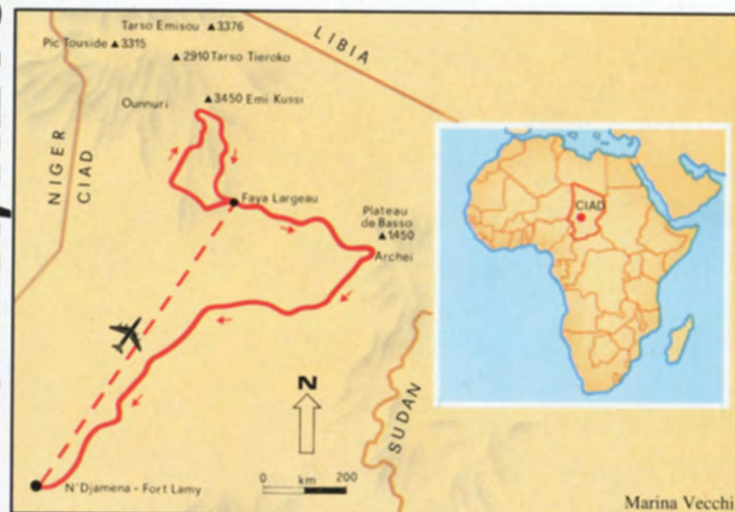 Tarso Emisou ▲3376
Pic Touside ▲3315
▲2910 Tarso Tieroko
LIBIA
Ounnuri
▲3450 Emi Kussi
NIGER
CIAD
Faya Largeau
Plateau
de Basso
▲1450
Archei
CIAD
N
SUDAN
0 km 200
N'Djamena - Fort Lamy
Marina Vecchi